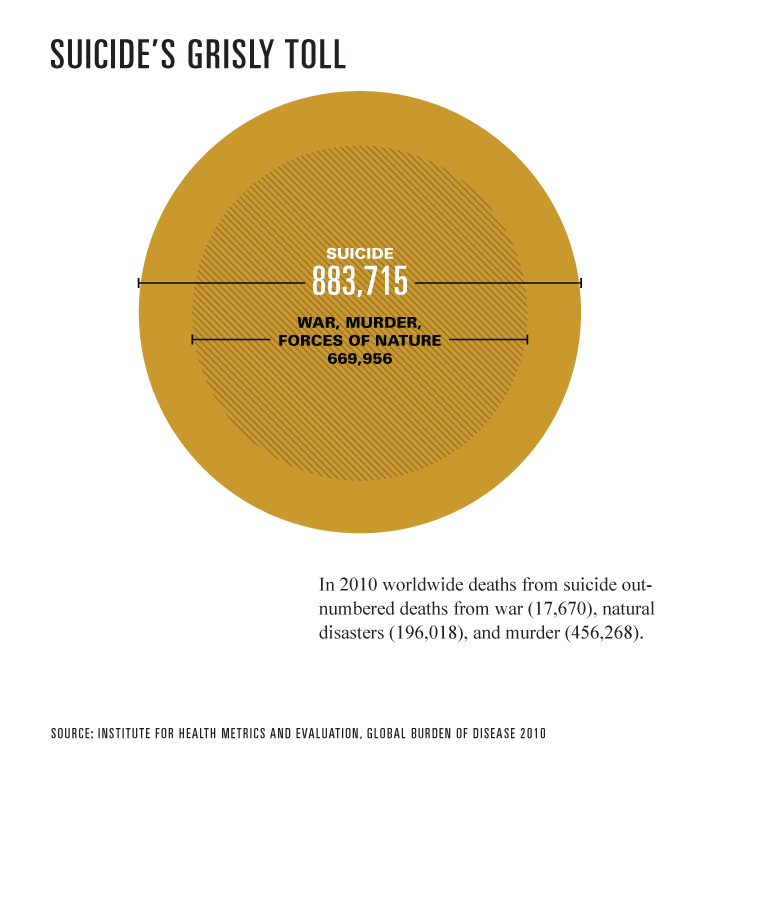 SUICIDE'S GRISLY TOLL
SUICIDE
883,715
WAR, MURDER,
FORCES OF NATURE
669,956
In 2010 worldwide deaths from suicide out-
numbered deaths from war (17,670), natural
disasters (196,018), and murder (456,268).
SOURCE: INSTITUTE FOR HEALTH METRICS AND EVALUATION, GLOBAL BURDEN OF DISEASE 2010